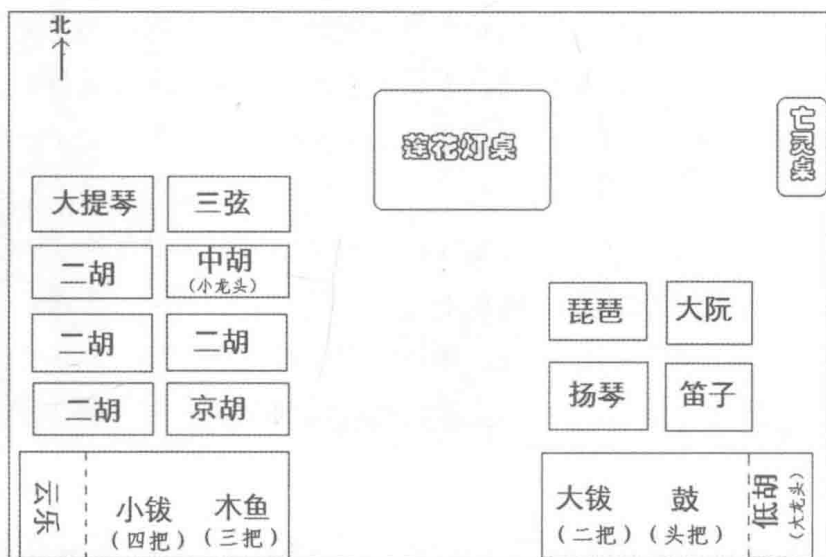 北
莲花灯桌
亡灵桌
大提琴 三弦
二胡 中胡
(小龙头)
二胡 二胡
二胡 京胡
琵琶 大阮
扬琴 笛子
云乐
小钹 木鱼
(四把) (三把)
大钹 鼓
(二把) (头把)
低胡
(大龙头)